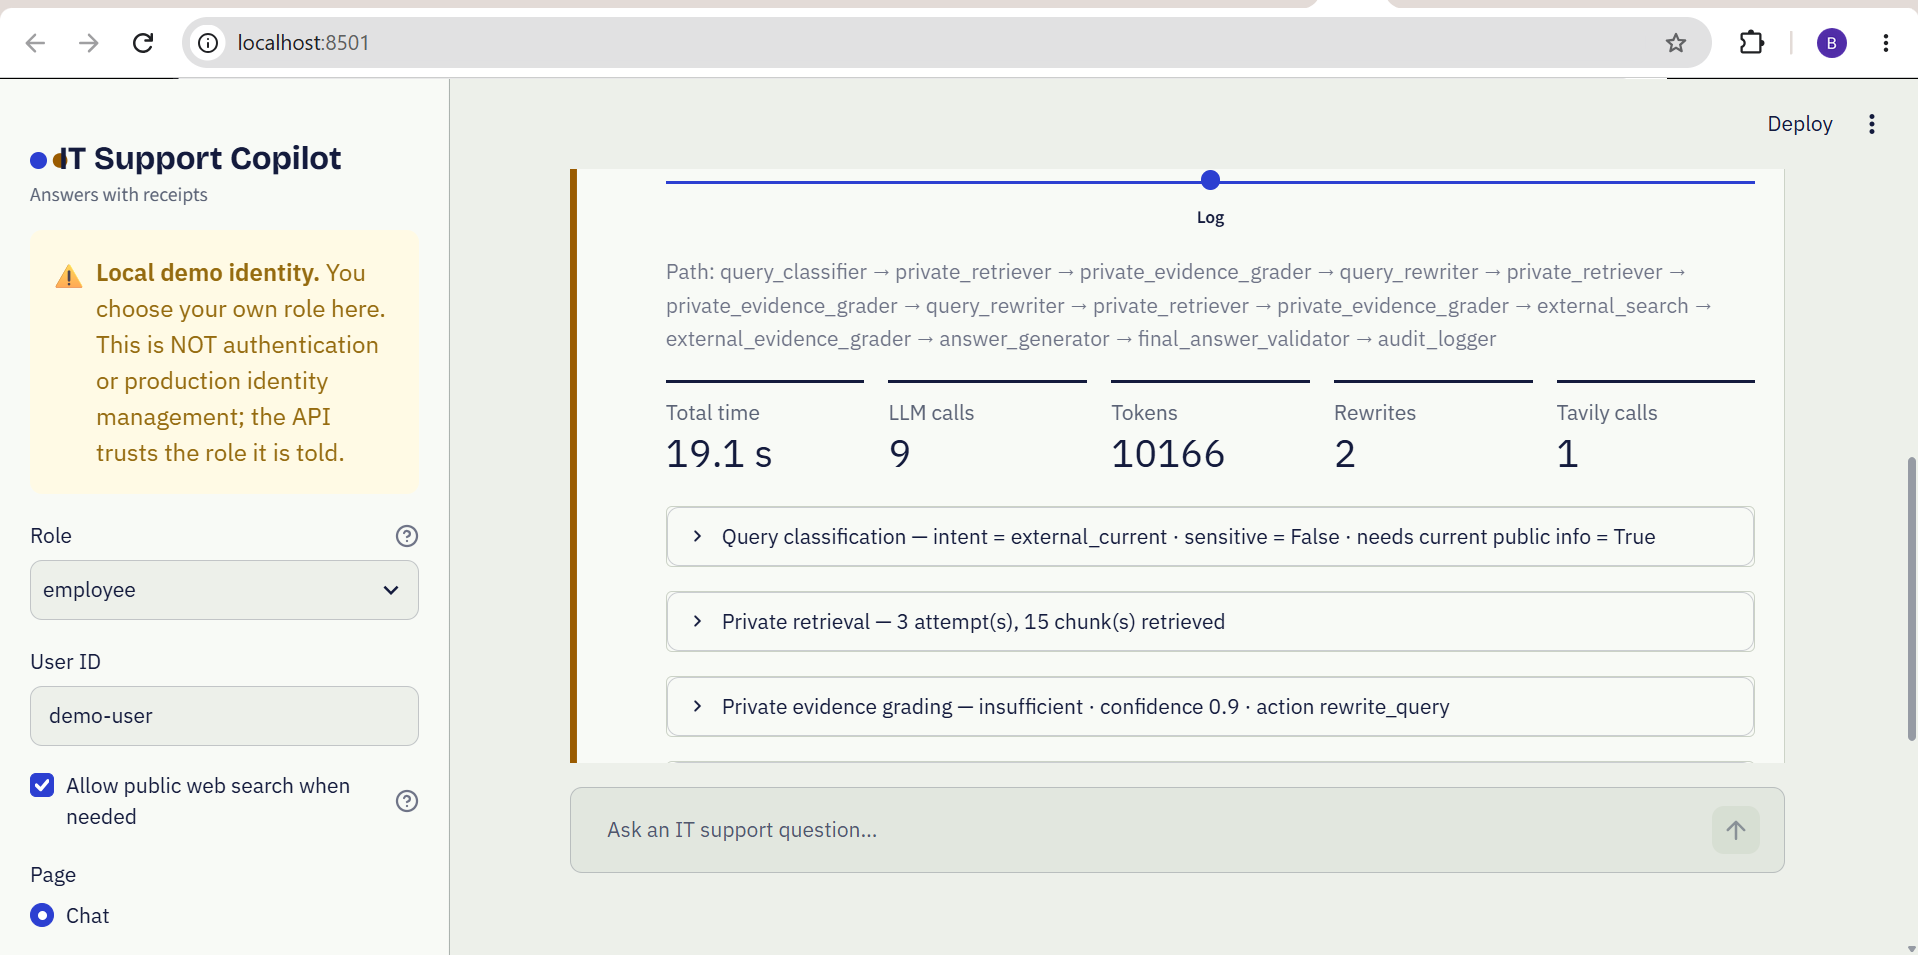 localhost:8501
B
Deploy
IT Support Copilot
Answers with receipts
Local demo identity. You
choose your own role here.
This is NOT authentication
or production identity
management; the API
trusts the role it is told.
Role
employee
User ID
demo-user
Allow public web search when
needed
Page
Chat
Log
Path: query_classifier → private_retriever → private_evidence_grader → query_rewriter → private_retriever →
private_evidence_grader → query_rewriter → private_retriever → private_evidence_grader → external_search →
external_evidence_grader → answer_generator → final_answer_validator → audit_logger
Total time
19.1 s
LLM calls
9
Tokens
10166
Rewrites
2
Tavily calls
1
Query classification — intent = external_current · sensitive = False · needs current public info = True
Private retrieval — 3 attempt(s), 15 chunk(s) retrieved
Private evidence grading — insufficient · confidence 0.9 · action rewrite_query
Ask an IT support question...